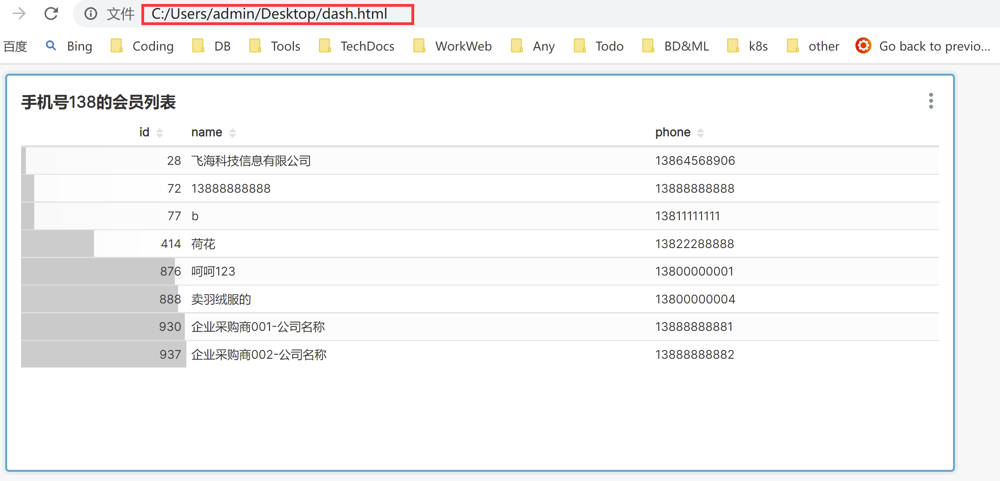 文件 C:/Users/admin/Desktop/dash.html
百度 Bing Coding DB Tools TechDocs WorkWeb Any Todo BD&ML k8s other Go back to previo...
手机号138的会员列表
id name phone
28 飞海科技信息有限公司 13864568906
72 13888888888 13888888888
77 b 13811111111
414 荷花 13822288888
876 呵呵123 13800000001
888 卖羽绒服的 13800000004
930 企业采购商001-公司名称 13888888881
937 企业采购商002-公司名称 13888888882